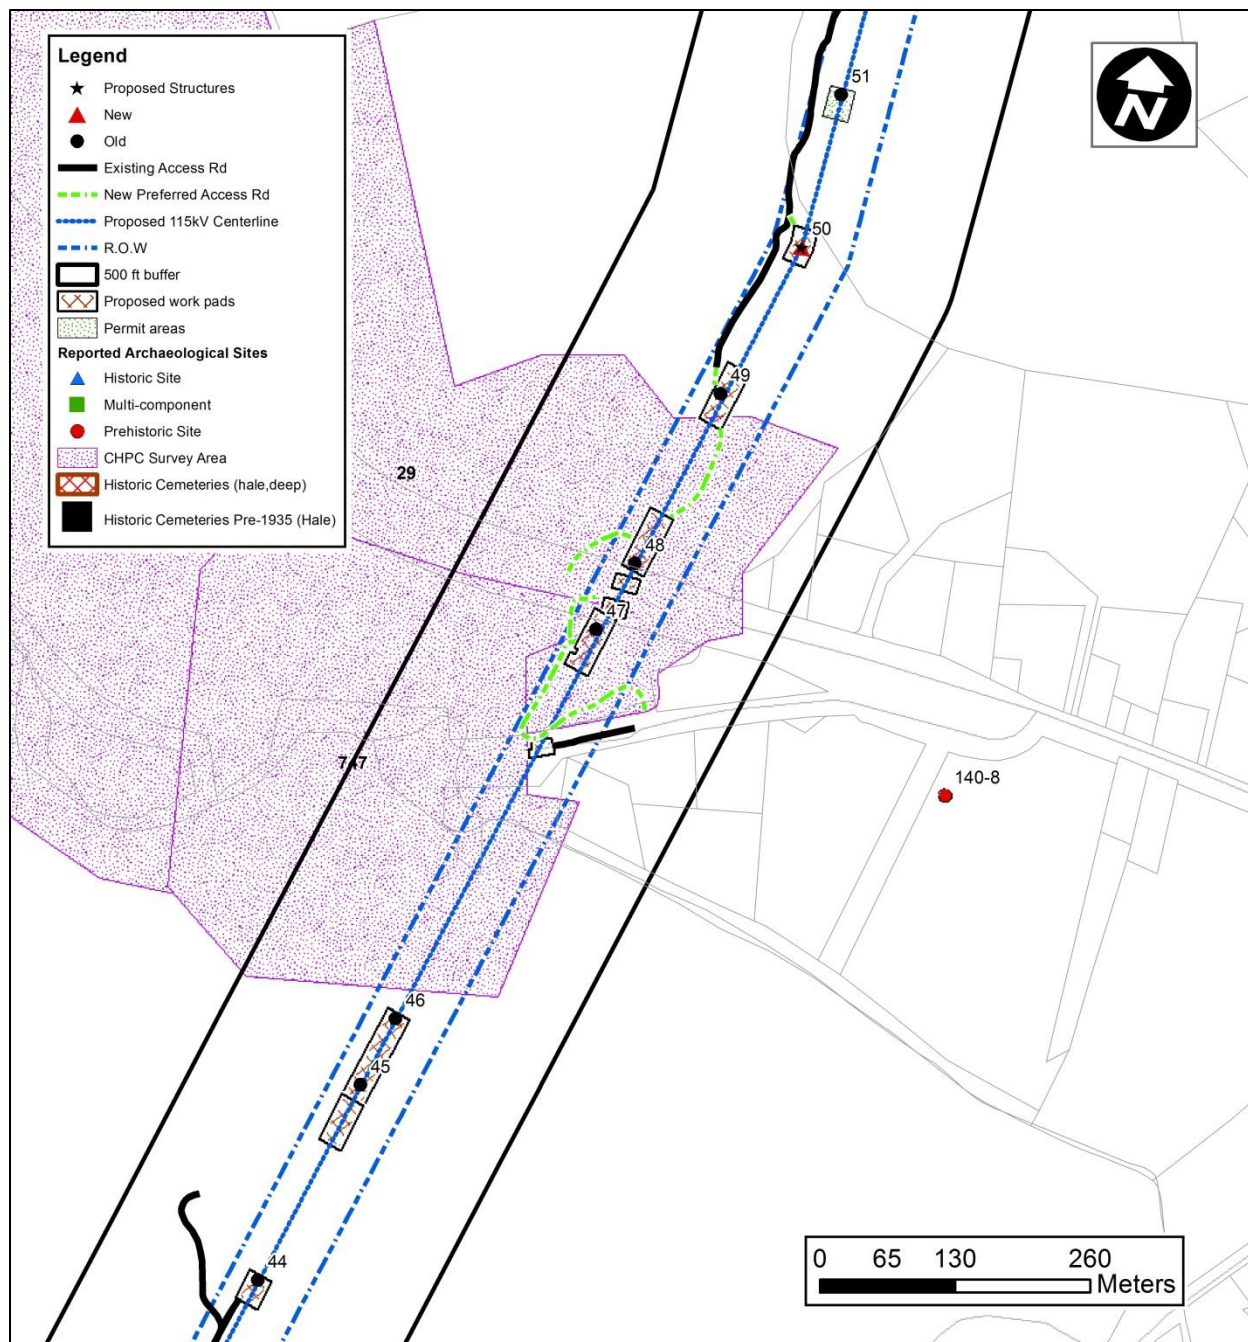 Legend
Proposed Structures
New
Old
Existing Access Rd
New Preferred Access Rd
Proposed 115kV Centerline
R.O.W
500 ft buffer
Proposed work pads
Permit areas
Reported Archaeological Sites
Historic Site
Multi-component
Prehistoric Site
CHPC Survey Area
Historic Cemeteries (hale,deep)
Historic Cemeteries Pre-1935 (Hale)
N
51
50
49
29
48
47
747
140-8
46
45
44
0 65 130 260
Meters